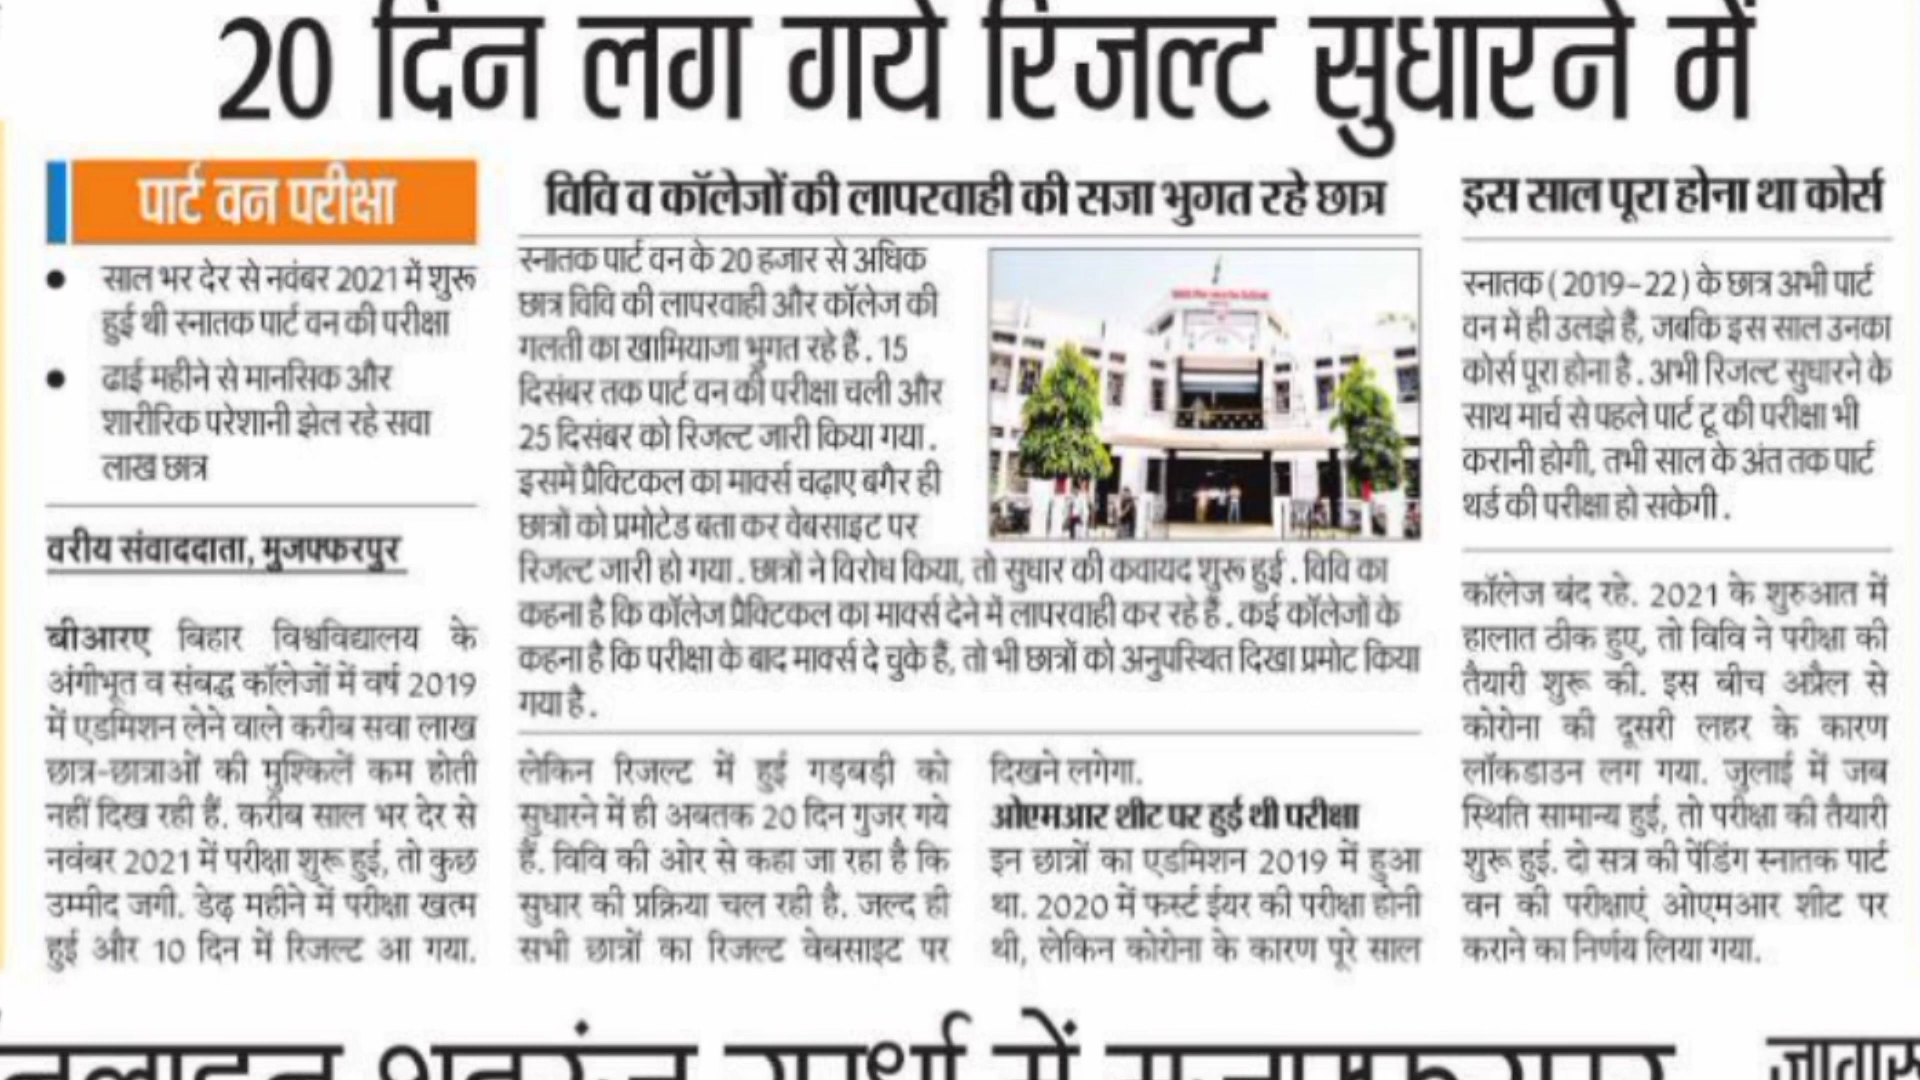 20 दिन लग गये रिजल्ट सुधारने में
पार्ट वन परीक्षा
● साल भर देर से नवंबर 2021 में शुरू
हुई थी स्नातक पार्ट वन की परीक्षा
● ढाई महीने से मानसिक और
शारीरिक परेशानी झेल रहे सवा
लाख छात्र
वरीय संवाददाता, मुजफ्फरपुर
बीआरए बिहार विश्वविद्यालय के
अंगीभूत व संबद्ध कॉलेजों में वर्ष 2019
में एडमिशन लेने वाले करीब सवा लाख
छात्र-छात्राओं की मुश्किलें कम होती
नहीं दिख रही हैं. करीब साल भर देर से
नवंबर 2021 में परीक्षा शुरू हुई, तो कुछ
उम्मीद जगी. डेढ़ महीने में परीक्षा खत्म
हुई और 10 दिन में रिजल्ट आ गया.
विवि व कॉलेजों की लापरवाही की सजा भुगत रहे छात्र
स्नातक पार्ट वन के 20 हजार से अधिक
छात्र विवि की लापरवाही और कॉलेज की
गलती का खामियाजा भुगत रहे हैं. 15
दिसंबर तक पार्ट वन की परीक्षा चली और
25 दिसंबर को रिजल्ट जारी किया गया.
इसमें प्रैक्टिकल का मार्क्स चढ़ाए बगैर ही
छात्रों को प्रमोटेड बता कर वेबसाइट पर
रिजल्ट जारी हो गया. छात्रों ने विरोध किया, तो सुधार की कवायद शुरू हुई. विवि का
कहना है कि कॉलेज प्रैक्टिकल का मार्क्स देने में लापरवाही कर रहे हैं. कई कॉलेजों के
कहना है कि परीक्षा के बाद मार्क्स दे चुके हैं, तो भी छात्रों को अनुपस्थित दिखा प्रमोट किया
गया है.
लेकिन रिजल्ट में हुई गड़बड़ी को
सुधारने में ही अबतक 20 दिन गुजर गये
हैं. विवि की ओर से कहा जा रहा है कि
सुधार की प्रक्रिया चल रही है. जल्द ही
सभी छात्रों का रिजल्ट वेबसाइट पर
दिखने लगेगा.
ओएमआर शीट पर हुई थी परीक्षा
इन छात्रों का एडमिशन 2019 में हुआ
था. 2020 में फर्स्ट ईयर की परीक्षा होनी
थी, लेकिन कोरोना के कारण पूरे साल
इस साल पूरा होना था कोर्स
स्नातक (2019-22) के छात्र अभी पार्ट
वन में ही उलझे हैं, जबकि इस साल उनका
कोर्स पूरा होना है. अभी रिजल्ट सुधारने के
साथ मार्च से पहले पार्ट टू की परीक्षा भी
करानी होगी, तभी साल के अंत तक पार्ट
थर्ड की परीक्षा हो सकेगी.
कॉलेज बंद रहे. 2021 के शुरुआत में
हालात ठीक हुए, तो विवि ने परीक्षा की
तैयारी शुरू की. इस बीच अप्रैल से
कोरोना की दूसरी लहर के कारण
लॉकडाउन लग गया. जुलाई में जब
स्थिति सामान्य हुई, तो परीक्षा की तैयारी
शुरू हुई. दो सत्र की पेंडिंग स्नातक पार्ट
वन की परीक्षाएं ओएमआर शीट पर
कराने का निर्णय लिया गया.